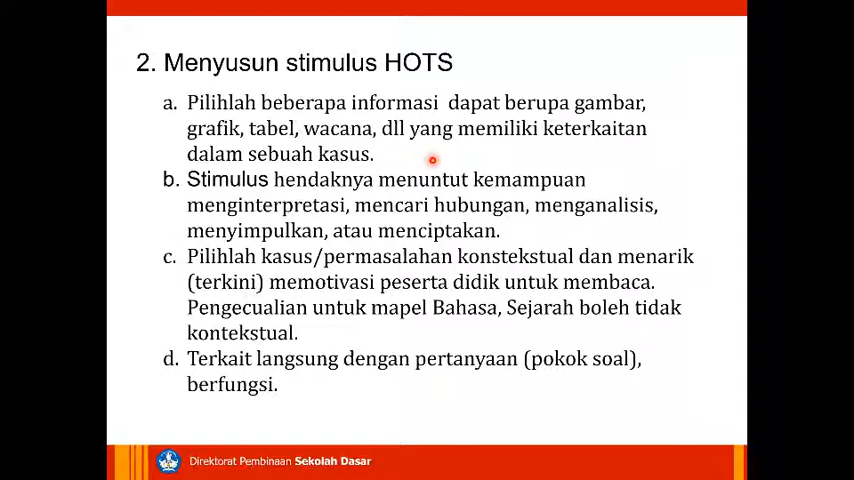 2. Menyusun stimulus HOTS
a. Pilihlah beberapa informasi dapat berupa gambar,
grafik, tabel, wacana, dll yang memiliki keterkaitan
dalam sebuah kasus.
b. Stimulus hendaknya menuntut kemampuan
menginterpretasi, mencari hubungan, menganalisis,
menyimpulkan, atau menciptakan.
c. Pilihlah kasus/permasalahan konstekstual dan menarik
(terkini) memotivasi peserta didik untuk membaca.
Pengecualian untuk mapel Bahasa, Sejarah boleh tidak
kontekstual.
d. Terkait langsung dengan pertanyaan (pokok soal),
berfungsi.
Direktorat Pembinaan Sekolah Dasar